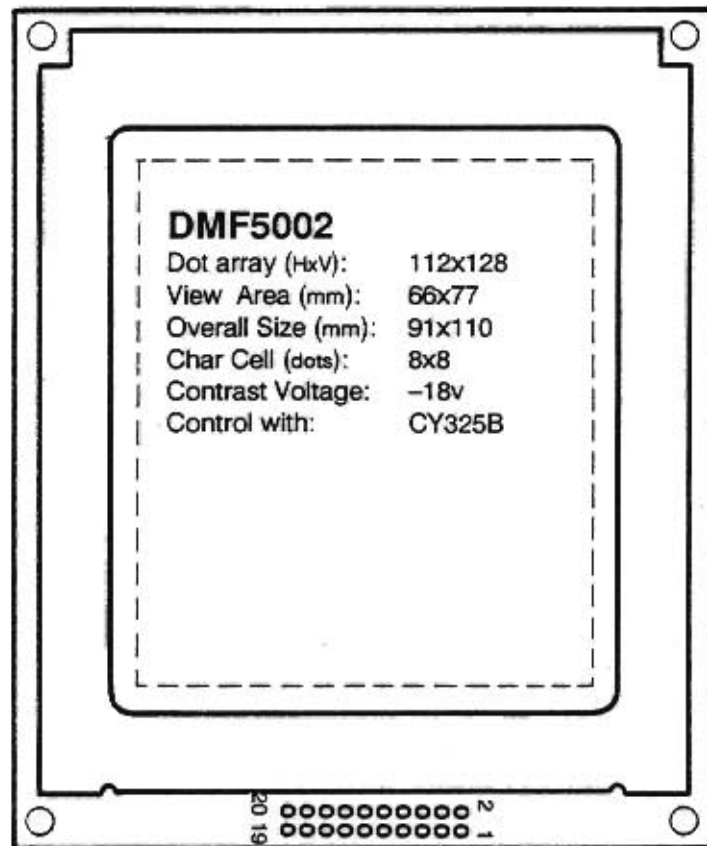 DMF5002
Dot array (HxV): 112x128
View Area (mm): 66x77
Overall Size (mm): 91x110
Char Cell (dots): 8x8
Contrast Voltage: –18v
Control with: CY325B
20 2
19 1